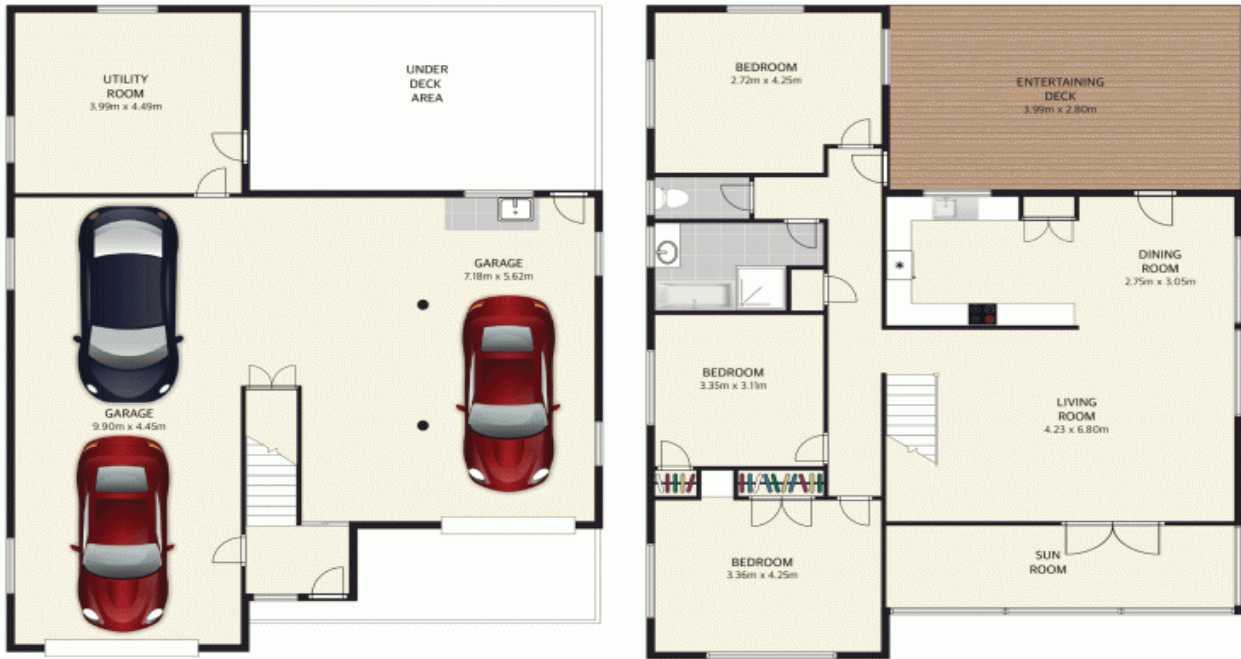 UTILITY
ROOM
3.99m x 4.49m
UNDER
DECK
AREA
GARAGE
7.18m x 5.62m
GARAGE
9.90m x 4.45m
BEDROOM
2.72m x 4.25m
ENTERTAINING
DECK
3.99m x 2.80m
DINING
ROOM
2.75m x 3.05m
BEDROOM
3.35m x 3.11m
LIVING
ROOM
4.23 x 6.80m
BEDROOM
3.36m x 4.25m
SUN
ROOM